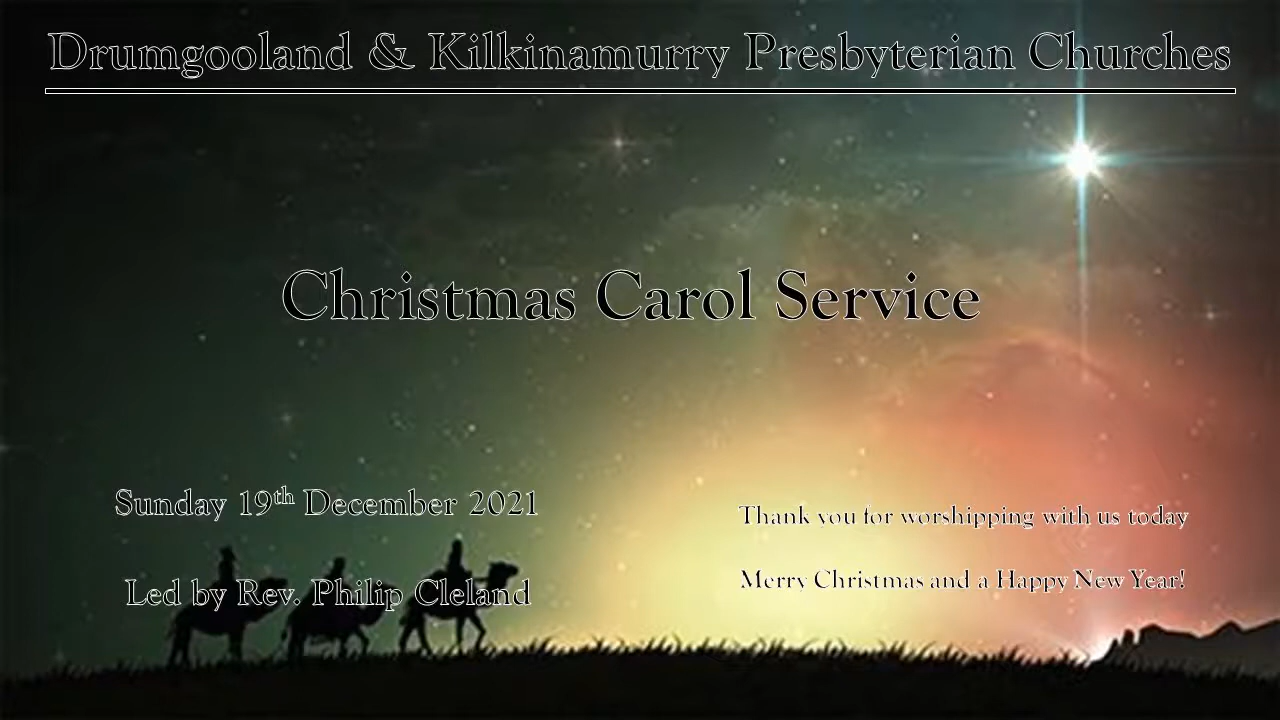 Drumgooland & Kilkinamurry Presbyterian Churches
Christmas Carol Service
Sunday 19th December 2021
Led by Rev. Philip Cleland
Thank you for worshipping with us today
Merry Christmas and a Happy New Year!